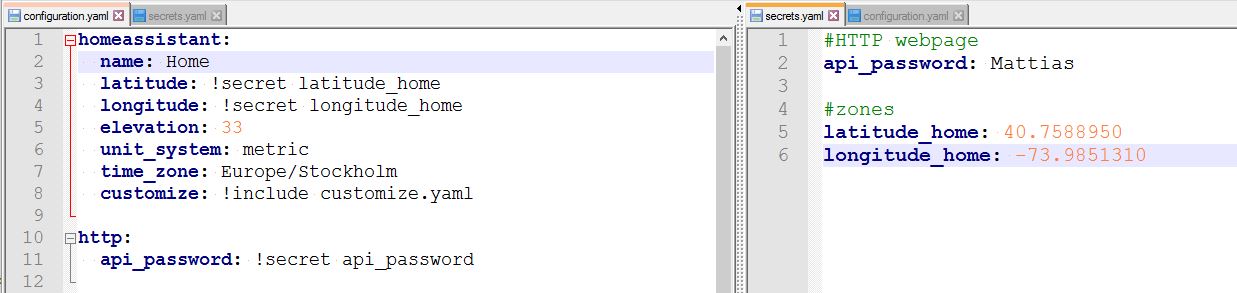 configuration.yaml secrets.yaml
1 homeassistant:
2 name: Home
3 latitude: !secret latitude_home
4 longitude: !secret longitude_home
5 elevation: 33
6 unit_system: metric
7 time_zone: Europe/Stockholm
8 customize: !include customize.yaml
9
10 http:
11 api_password: !secret api_password
12
secrets.yaml configuration.yaml
1 #HTTP webpage
2 api_password: Mattias
3
4 #zones
5 latitude_home: 40.7588950
6 longitude_home: -73.9851310